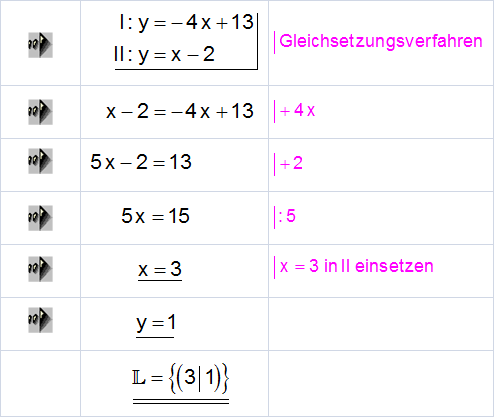 I: y = −4x + 13
II: y = x − 2
|Gleichsetzungsverfahren
x − 2 = −4x + 13 |+ 4x
5x − 2 = 13 |+ 2
5x = 15 |: 5
x = 3 |x = 3 in II einsetzen
y = 1
𝕃 = {(3|1)}